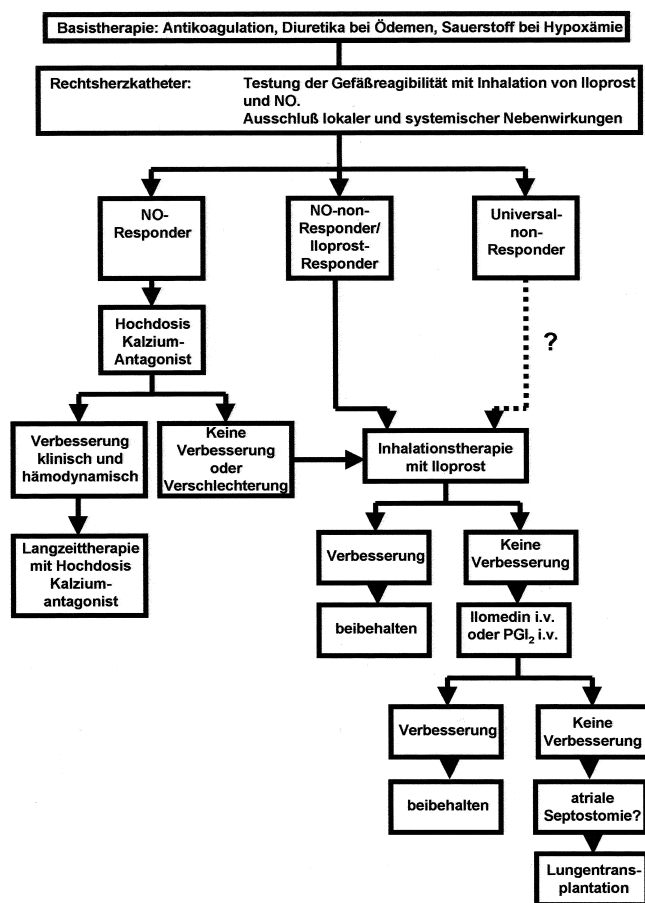 Basistherapie: Antikoagulation, Diuretika bei Ödemen, Sauerstoff bei Hypoxämie
Rechtsherzkatheter: Testung der Gefäßreagibilität mit Inhalation von Iloprost
und NO.
Ausschluß lokaler und systemischer Nebenwirkungen
NO-
Responder
NO-non-
Responder/
Iloprost-
Responder
Universal-
non-
Responder
Hochdosis
Kalzium-
Antagonist
?
Verbesserung
klinisch und
hämodynamisch
Keine
Verbesserung
oder
Verschlechterung
Inhalationstherapie
mit Iloprost
Langzeittherapie
mit Hochdosis
Kalzium-
antagonist
Verbesserung
Keine
Verbesserung
beibehalten
Ilomedin i.v.
oder PGI₂ i.v.
Verbesserung
Keine
Verbesserung
beibehalten
atriale
Septostomie?
Lungentrans-
plantation